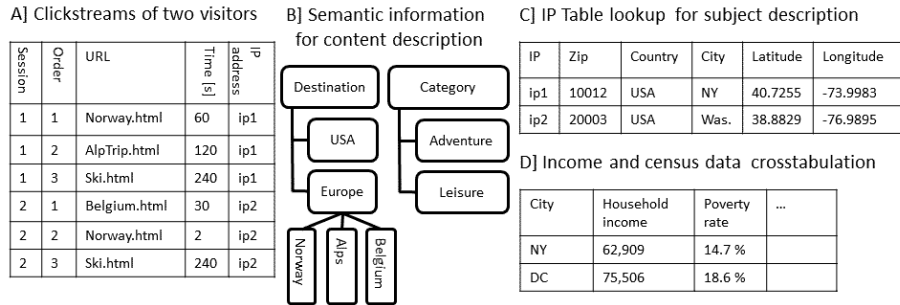 A] Clickstreams of two visitors
Session Order URL Time [s] IP address
1 1 Norway.html 60 ip1
1 2 AlpTrip.html 120 ip1
1 3 Ski.html 240 ip1
2 1 Belgium.html 30 ip2
2 2 Norway.html 2 ip2
2 3 Ski.html 240 ip2
B] Semantic information
for content description
Destination Category
USA Adventure
Europe Leisure
Norway Alps Belgium
C] IP Table lookup for subject description
IP Zip Country City Latitude Longitude
ip1 10012 USA NY 40.7255 -73.9983
ip2 20003 USA Was. 38.8829 -76.9895
D] Income and census data crosstabulation
City Household Poverty ...
income rate
NY 62,909 14.7 %
DC 75,506 18.6 %